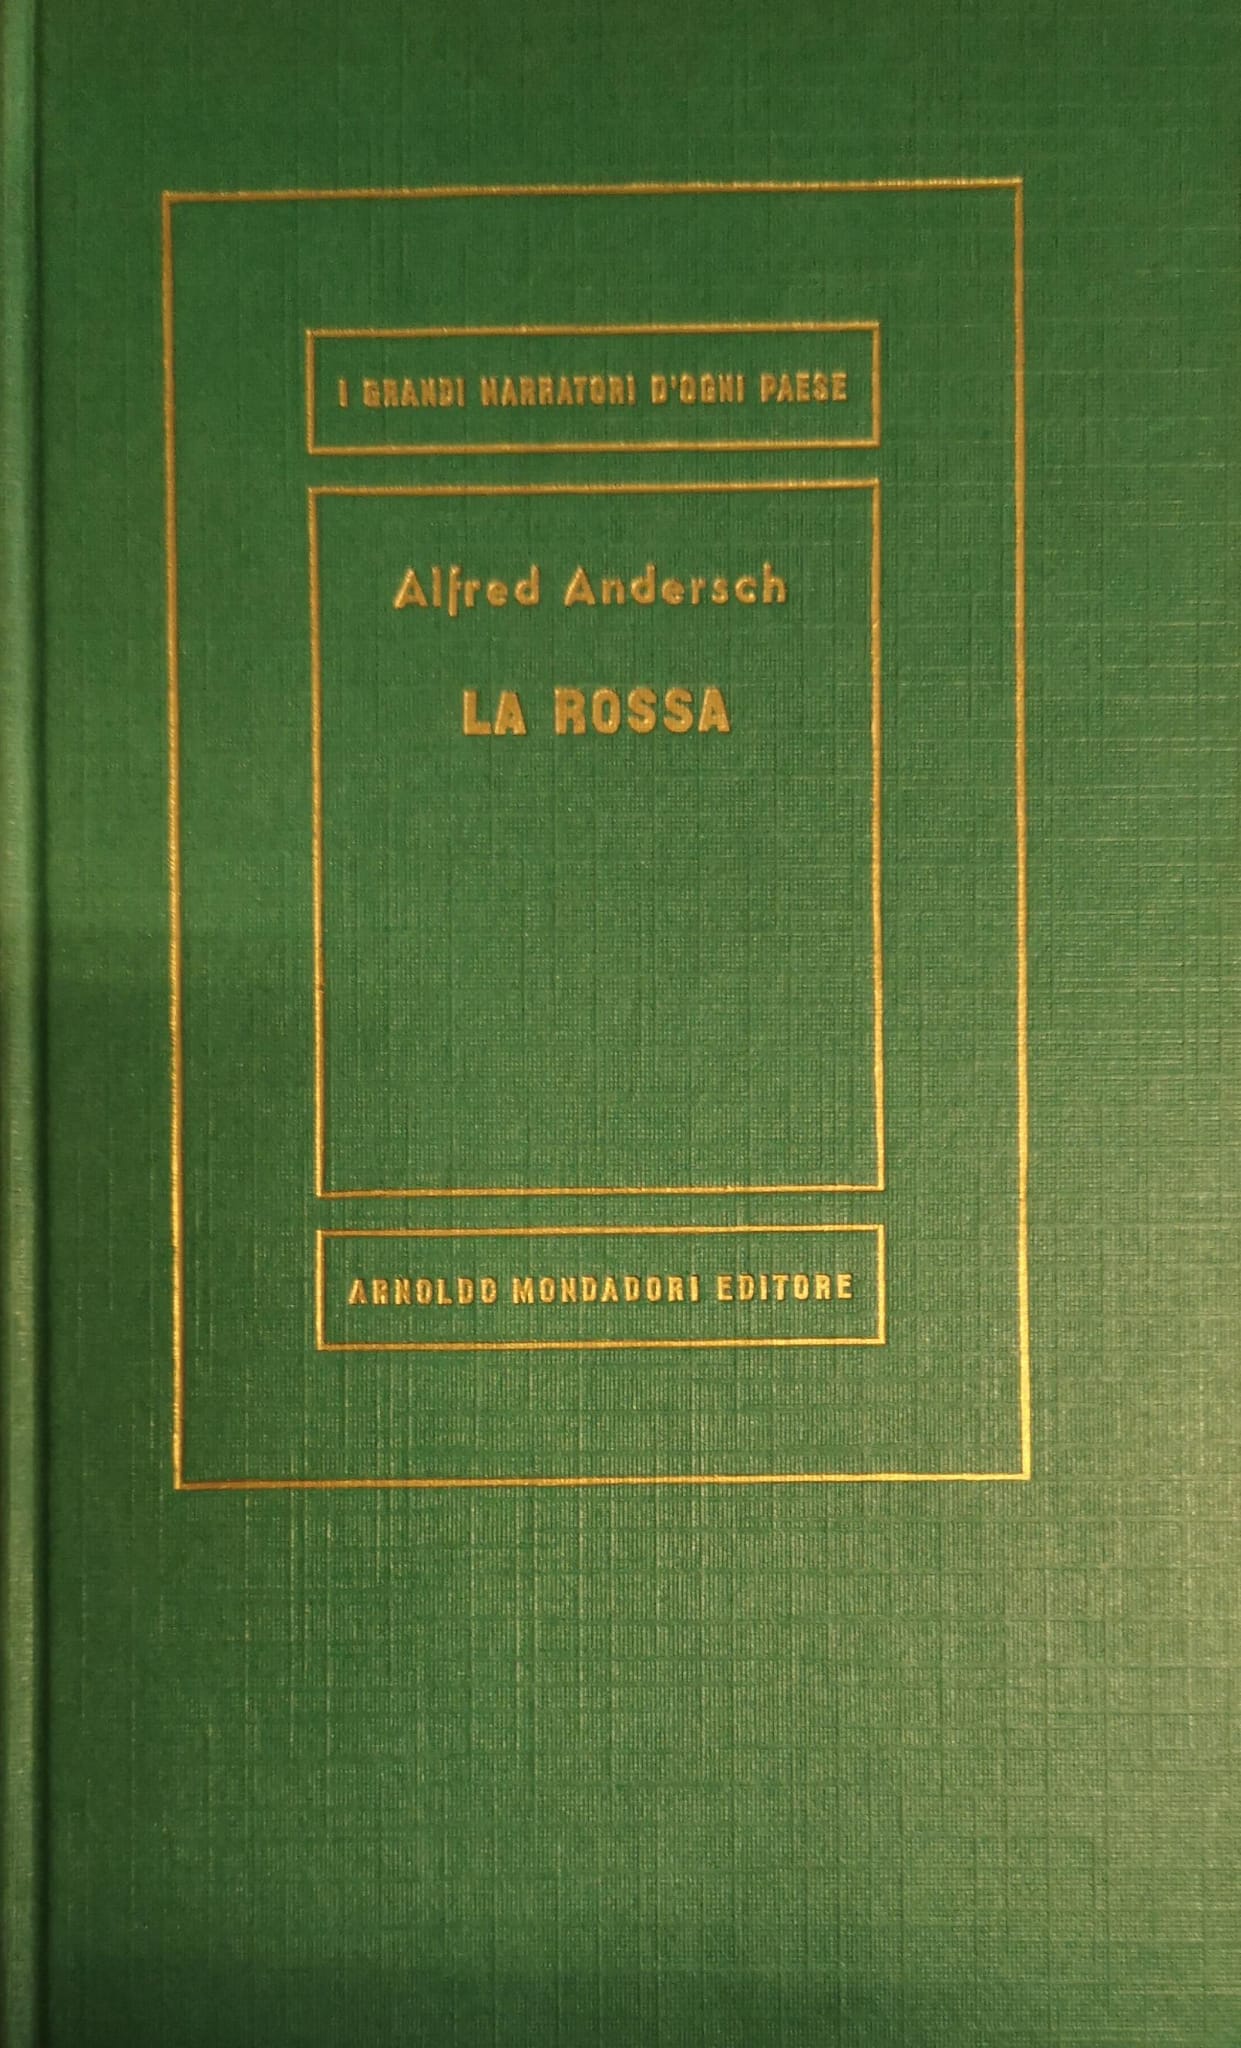 I GRANDI NARRATORI D'OGNI PAESE
Alfred Andersch
LA ROSSA
ARNOLDO MONDADORI EDITORE